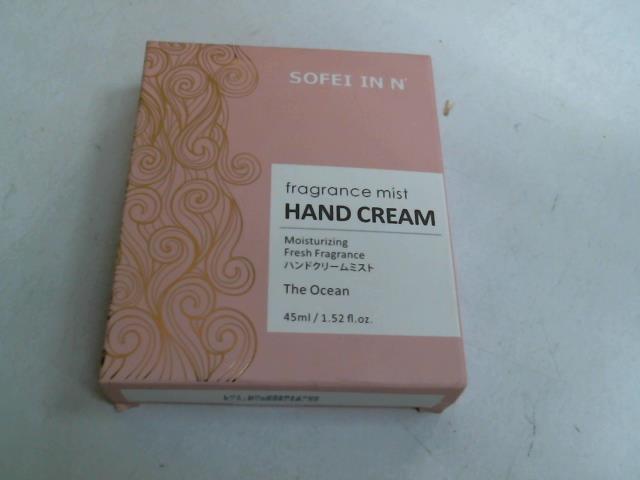 SOFEI IN N
fragrance mist
HAND CREAM
Moisturizing
Fresh Fragrance
ハンドクリームミスト
The Ocean
45ml / 1.52 fl.oz.